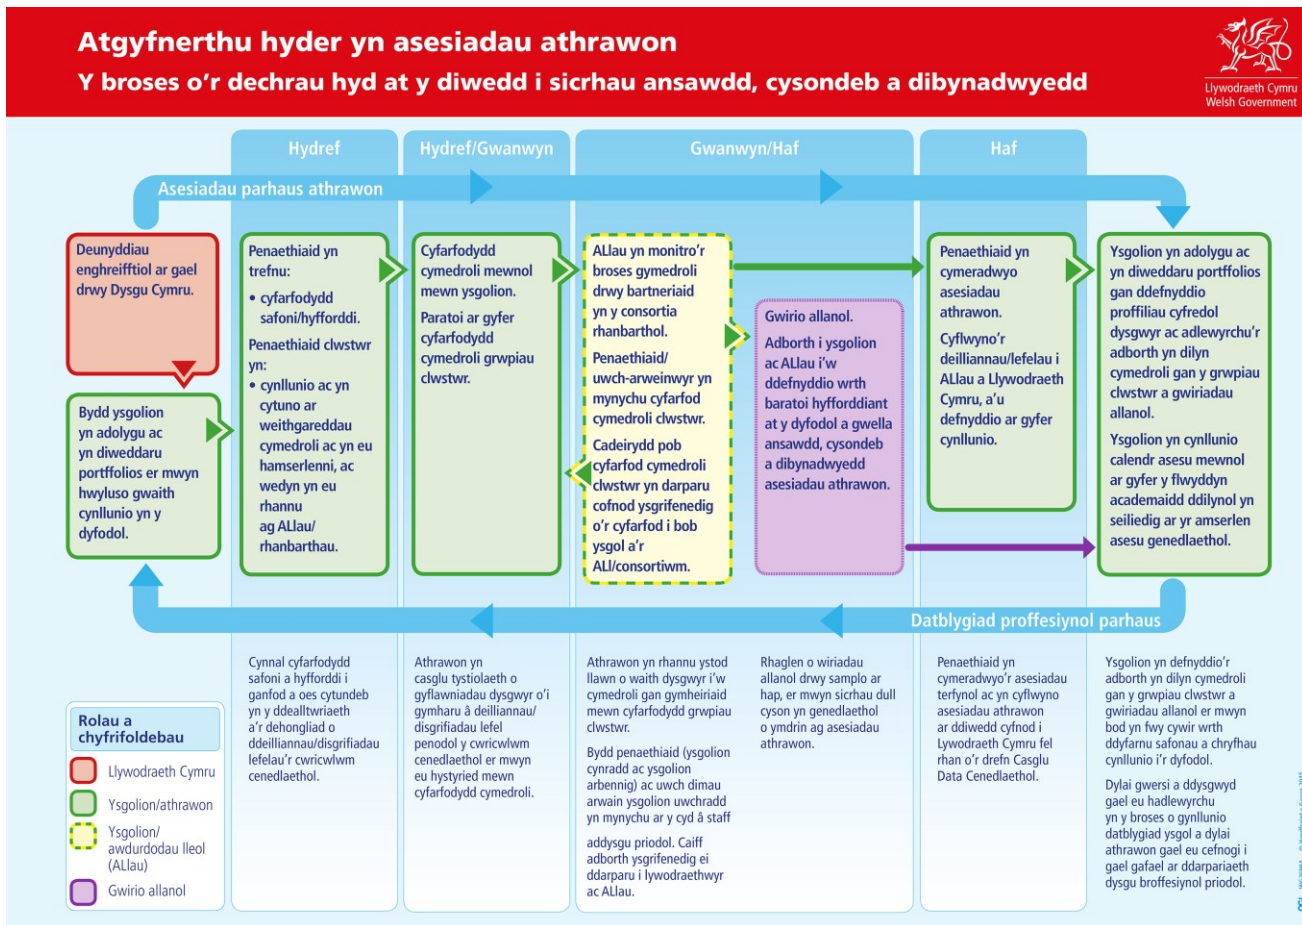 Atgyfnerthu hyder yn asesiadau athrawon
Y broses o'r dechrau hyd at y diwedd i sicrhau ansawdd, cysondeb a dibynadwyedd
Llywodraeth Cymru
Welsh Government
Hydref
Hydref/Gwanwyn
Gwanwyn/Haf
Haf
Asesiadau parhaus athrawon
Deunyddiau
enghreifftiol ar gael
drwy Dysgu Cymru.
Bydd ysgolion
yn adolygu ac
yn diweddaru
portffolios er mwyn
hwyluso gwaith
cynllunio yn y
dyfodol.
Penaethiaid yn
trefnu:
• cyfarfodydd
safoni/hyfforddi.
Penaethiaid clwstwr
yn:
• cynllunio ac yn
cytuno ar
weithgareddau
cymedroli ac yn eu
hamserlenni, ac
wedyn yn eu
rhannu
ag ALlau/
rhanbarthau.
Cyfarfodydd
cymedroli mewnol
mewn ysgolion.
Paratoi ar gyfer
cyfarfodydd
cymedroli grwpiau
clwstwr.
ALlau yn monitro'r
broses gymedroli
drwy bartneriaid
yn y consortia
rhanbarthol.
Penaethiaid/
uwch-arweinwyr yn
mynychu cyfarfod
cymedroli clwstwr.
Cadeirydd pob
cyfarfod cymedroli
clwstwr yn darparu
cofnod ysgrifenedig
o'r cyfarfod i bob
ysgol a'r
ALl/consortiwm.
Gwirio allanol.
Adborth i ysgolion
ac ALlau i'w
ddefnyddio wrth
baratoi hyfforddiant
at y dyfodol a gwella
ansawdd, cysondeb
a dibynadwyedd
asesiadau athrawon.
Penaethiaid yn
cymeradwyo
asesiadau
athrawon.
Cyflwyno'r
deilliannau/lefelau i
ALlau a Llywodraeth
Cymru, a'u
defnyddio ar gyfer
cynllunio.
Ysgolion yn adolygu ac
yn diweddaru portffolios
gan ddefnyddio
proffiliau cyfredol
dysgwyr ac adlewyrchu'r
adborth yn dilyn
cymedroli gan y grwpiau
clwstwr a gwiriadau
allanol.
Ysgolion yn cynllunio
calendr asesu mewnol
ar gyfer y flwyddyn
academaidd ddilynol yn
seiliedig ar yr amserlen
asesu genedlaethol.
Datblygiad proffesiynol parhaus
Cynnal cyfarfodydd
safoni a hyfforddi i
ganfod a oes cytundeb
yn y ddealltwriaeth
a'r dehongliad o
ddeilliannau/disgrifiadau
lefelau'r cwricwlwm
cenedlaethol.
Athrawon yn
casglu tystiolaeth o
gyflawniadau dysgwyr o'i
gymharu â deilliannau/
disgrifiadau lefel
penodol y cwricwlwm
cenedlaethol er mwyn
eu hystyried mewn
cyfarfodydd cymedroli.
Athrawon yn rhannu ystod
llawn o waith dysgwyr i'w
cymedroli gan gymheiriaid
mewn cyfarfodydd grwpiau
clwstwr.
Bydd penaethiaid (ysgolion
cynradd ac ysgolion
arbennig) ac uwch dimau
arwain ysgolion uwchradd
yn mynychu ar y cyd â staff
addysgu priodol. Caiff
adborth ysgrifenedig ei
ddarparu i lywodraethwyr
ac ALlau.
Rhaglen o wiriadau
allanol drwy samplo ar
hap, er mwyn sicrhau dull
cyson yn genedlaethol
o ymdrin ag asesiadau
athrawon.
Penaethiaid yn
cymeradwyo'r asesiadau
terfynol ac yn cyflwyno
asesiadau athrawon
ar ddiwedd cyfnod i
Lywodraeth Cymru fel
rhan o'r drefn Casglu
Data Cenedlaethol.
Ysgolion yn defnyddio'r
adborth yn dilyn cymedroli
gan y grwpiau clwstwr a
gwiriadau allanol er mwyn
bod yn fwy cywir wrth
ddyfarnu safonau a chryfhau
cynllunio i'r dyfodol.
Dylai gwersi a ddysgwyd
gael eu hadlewyrchu
yn y broses o gynllunio
datblygiad ysgol a dylai
athrawon gael eu cefnogi i
gael gafael ar ddarpariaeth
dysgu broffesiynol priodol.
Rolau a
chyfrifoldebau
Llywodraeth Cymru
Ysgolion/athrawon
Ysgolion/
awdurdodau lleol
(ALlau)
Gwirio allanol